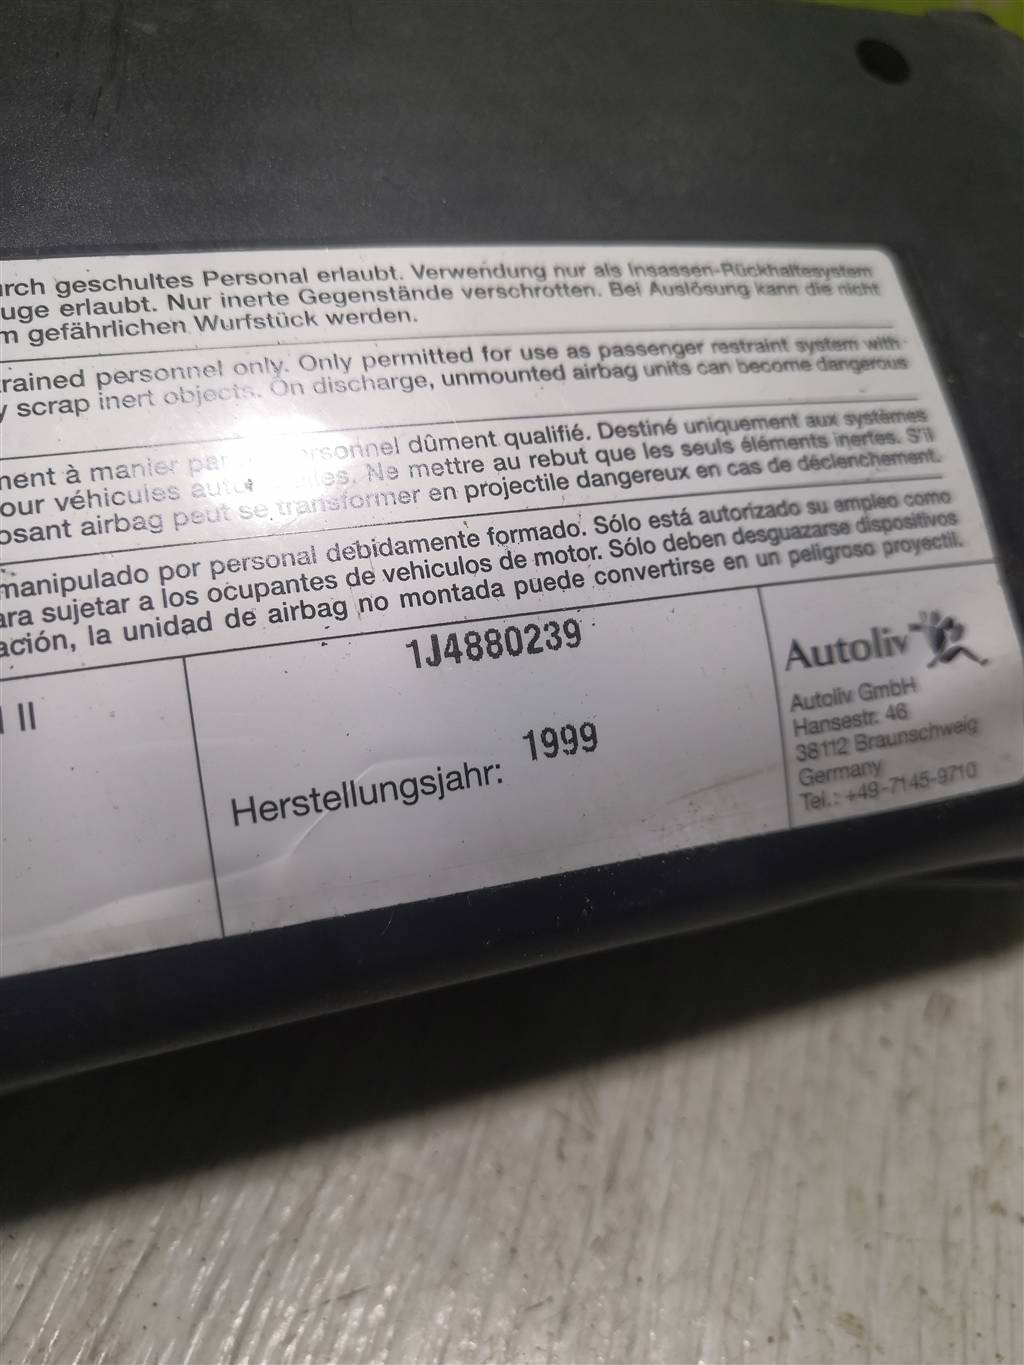 urch geschultes Personal erlaubt. Verwendung nur als Insassen-Rückhaltesystem
uge erlaubt. Nur inerte Gegenstände verschrotten. Bei Auslösung kann die nicht
m gefährlichen Wurfstück werden.
rained personnel only. Only permitted for use as passenger restraint system with
y scrap inert objects. On discharge, unmounted airbag units can become dangerous
ment à manier par rsonnel dûment qualifié. Destiné uniquement aux systèmes
our véhicules Ne mettre au rebut que les seuls éléments inertes. S'il
osant airbag peut se transformer en projectile dangereux en cas de déclenchement.
manipulado por personal debidamente formado. Sólo está autorizado su empleo como
ara sujetar a los ocupantes de vehiculos de motor. Sólo deben desguazarse dispositivos
ación, la unidad de airbag no montada puede convertirse en un peligroso proyectil.
II
1J4880239
Herstellungsjahr: 1999
Autoliv
Autoliv GmbH
Hansestr. 46
38112 Braunschweig
Germany
Tel.: +49-7145-9710